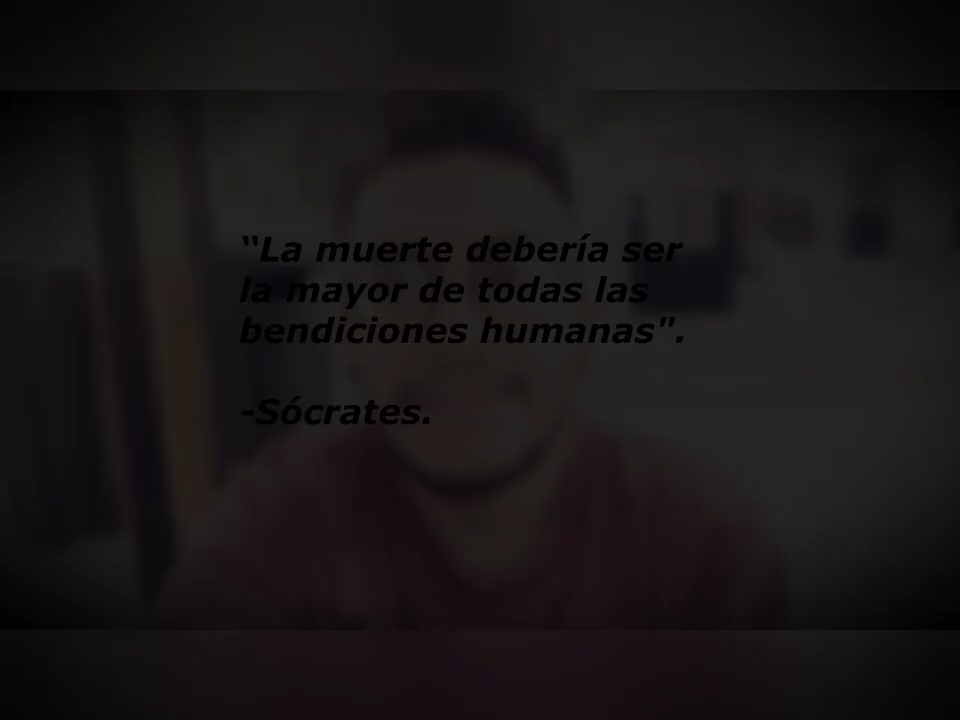 “La muerte debería ser
la mayor de todas las
bendiciones humanas".
-Sócrates.